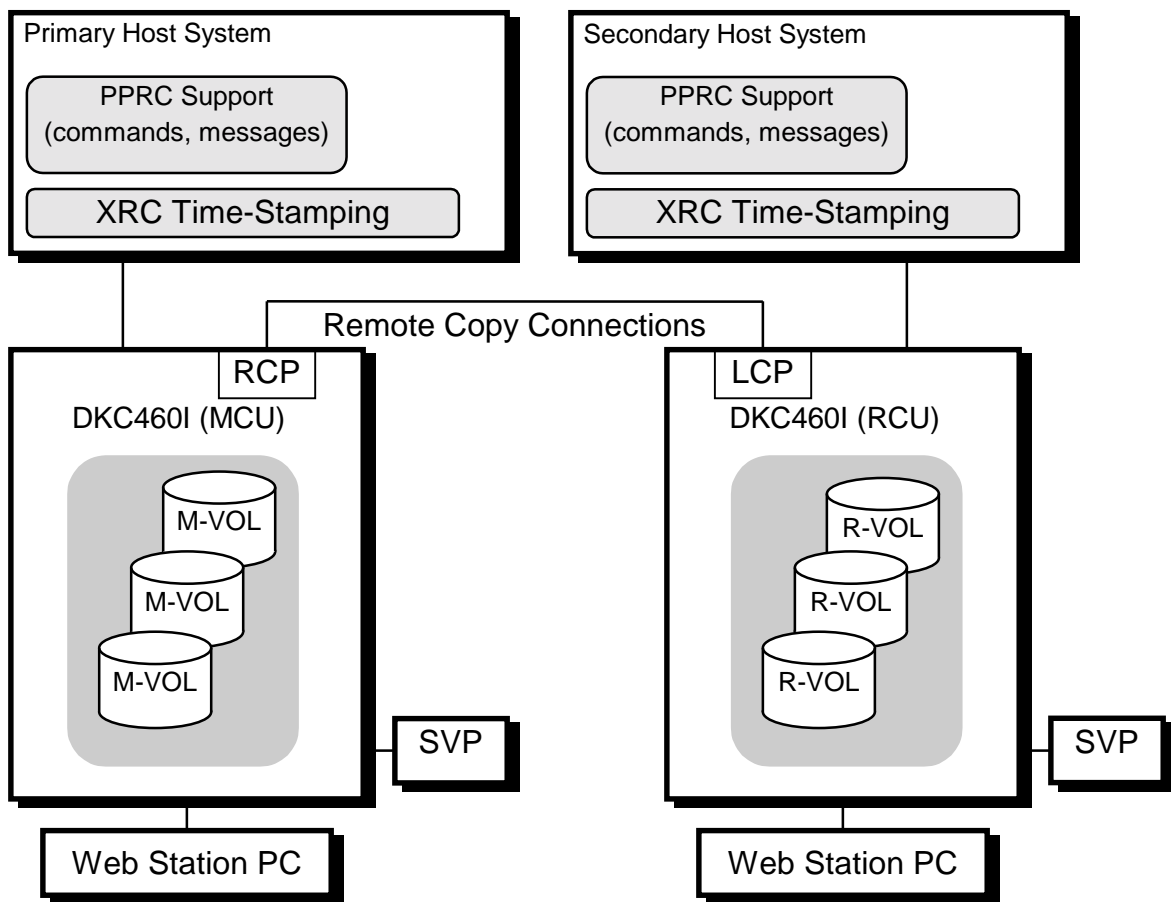 Primary Host System
PPRC Support
(commands, messages)
XRC Time-Stamping
Secondary Host System
PPRC Support
(commands, messages)
XRC Time-Stamping
Remote Copy Connections
RCP
DKC460I (MCU)
M-VOL
M-VOL
M-VOL
SVP
Web Station PC
LCP
DKC460I (RCU)
R-VOL
R-VOL
R-VOL
SVP
Web Station PC